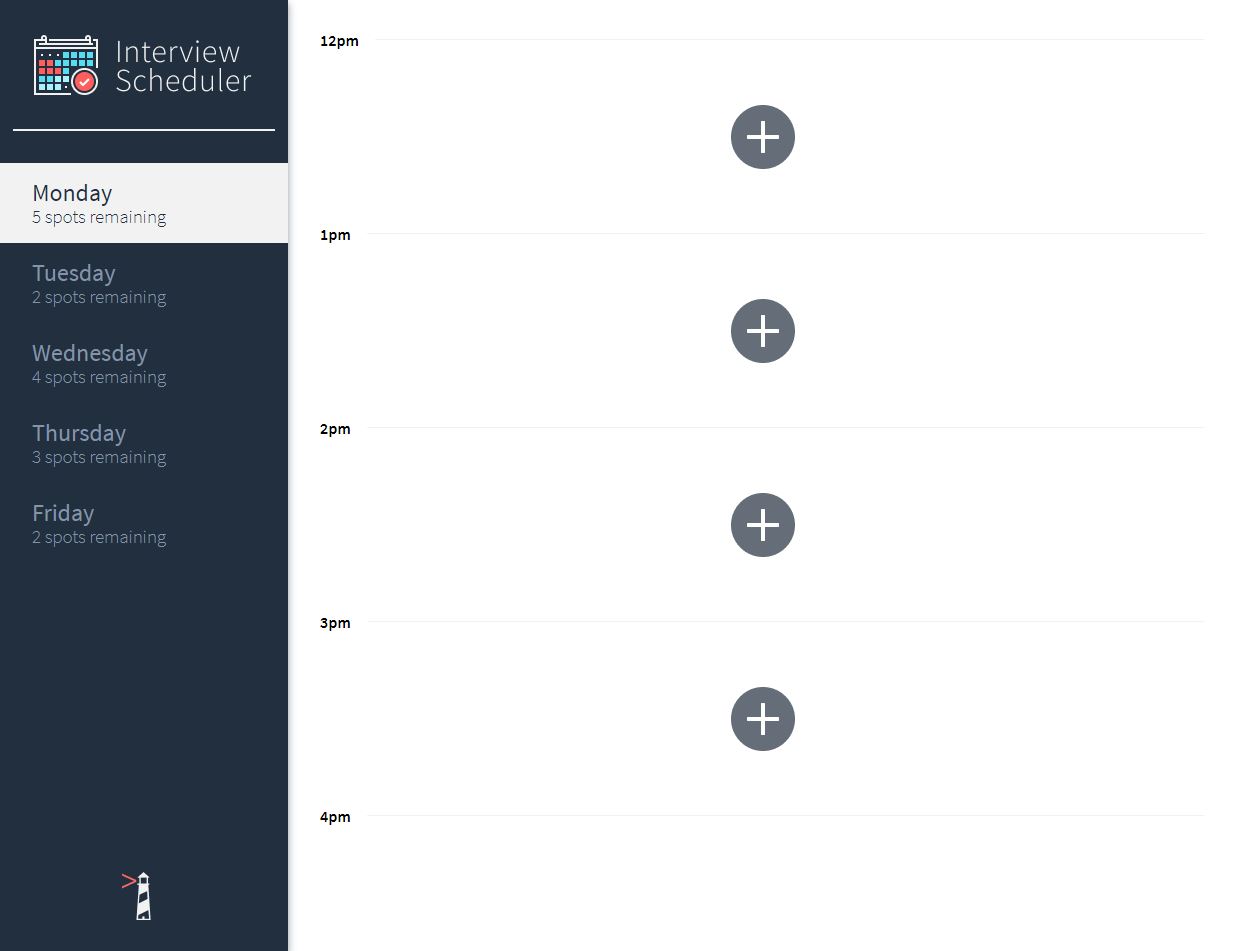 Interview
Scheduler
Monday
5 spots remaining
Tuesday
2 spots remaining
Wednesday
4 spots remaining
Thursday
3 spots remaining
Friday
2 spots remaining
12pm
1pm
2pm
3pm
4pm